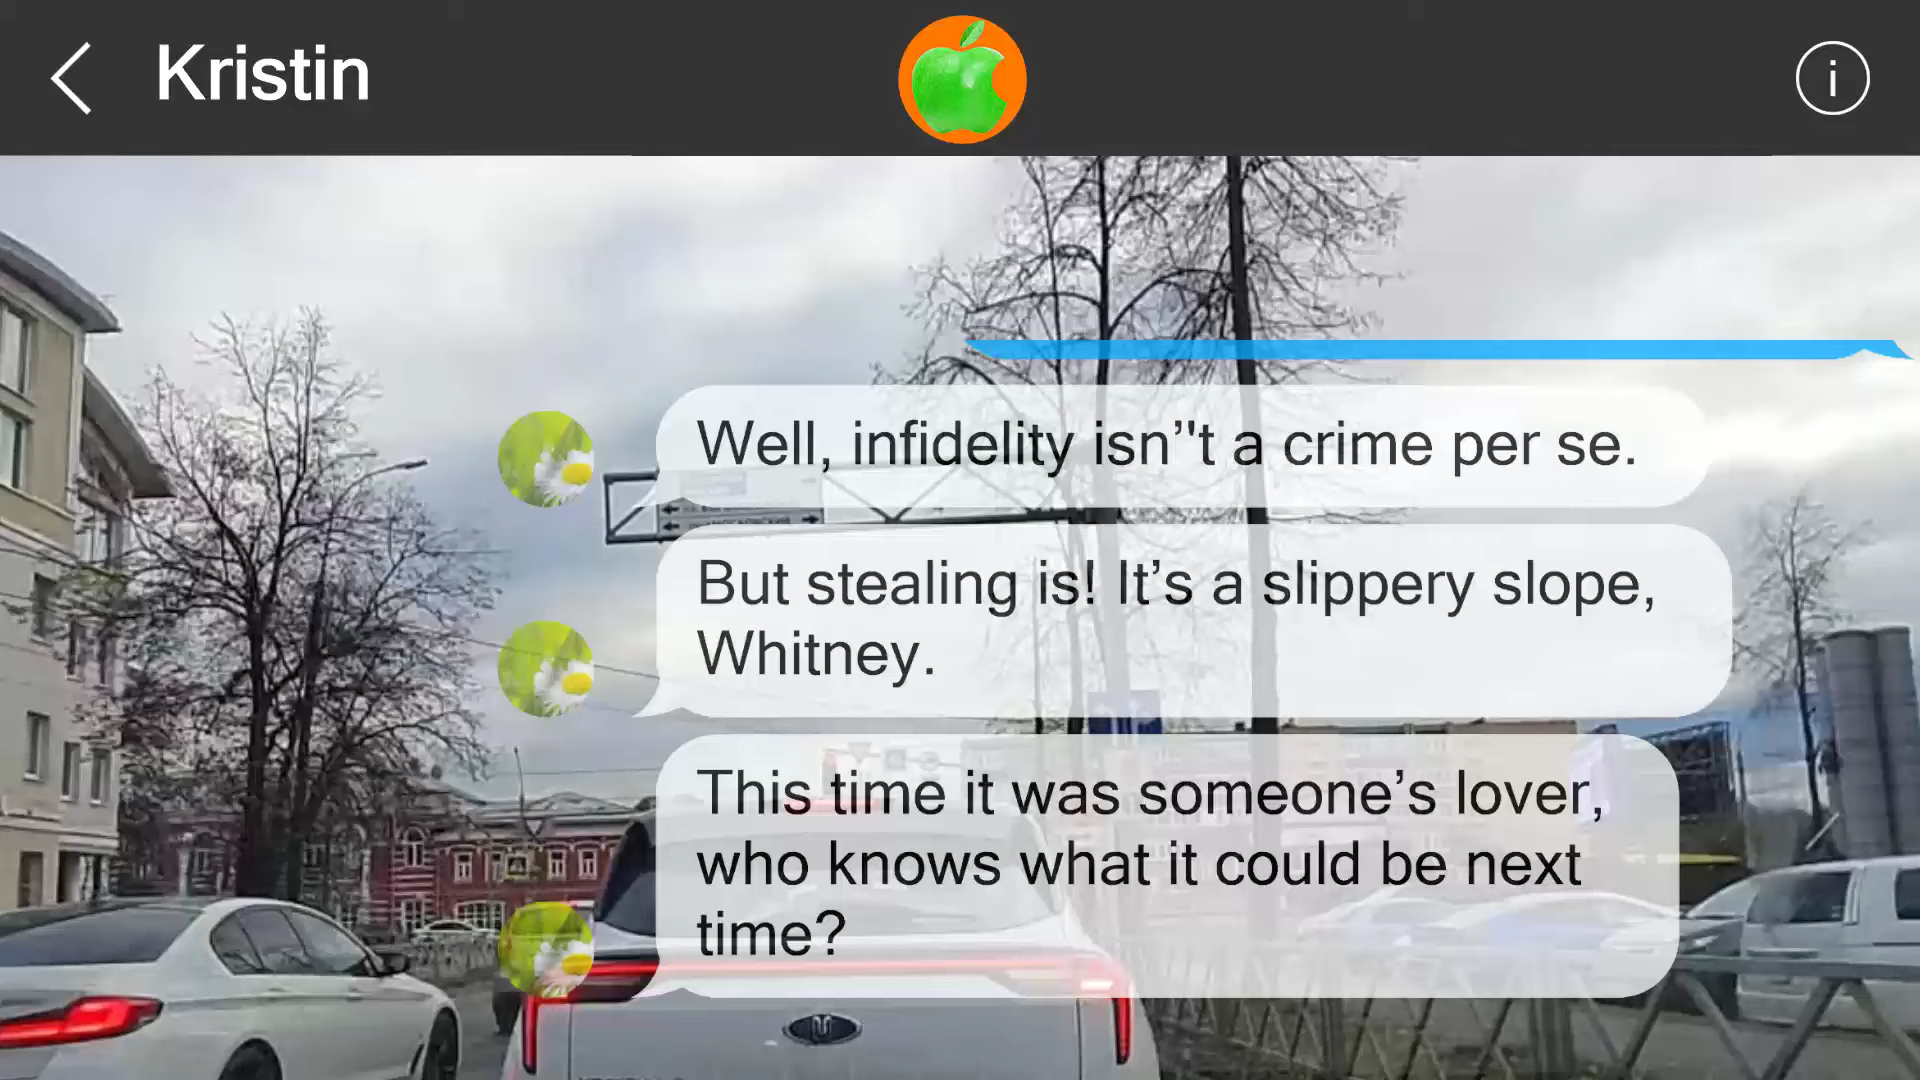 Kristin
i
Well, infidelity isn’'t a crime per se.
But stealing is! It’s a slippery slope,
Whitney.
This time it was someone’s lover,
who knows what it could be next
time?